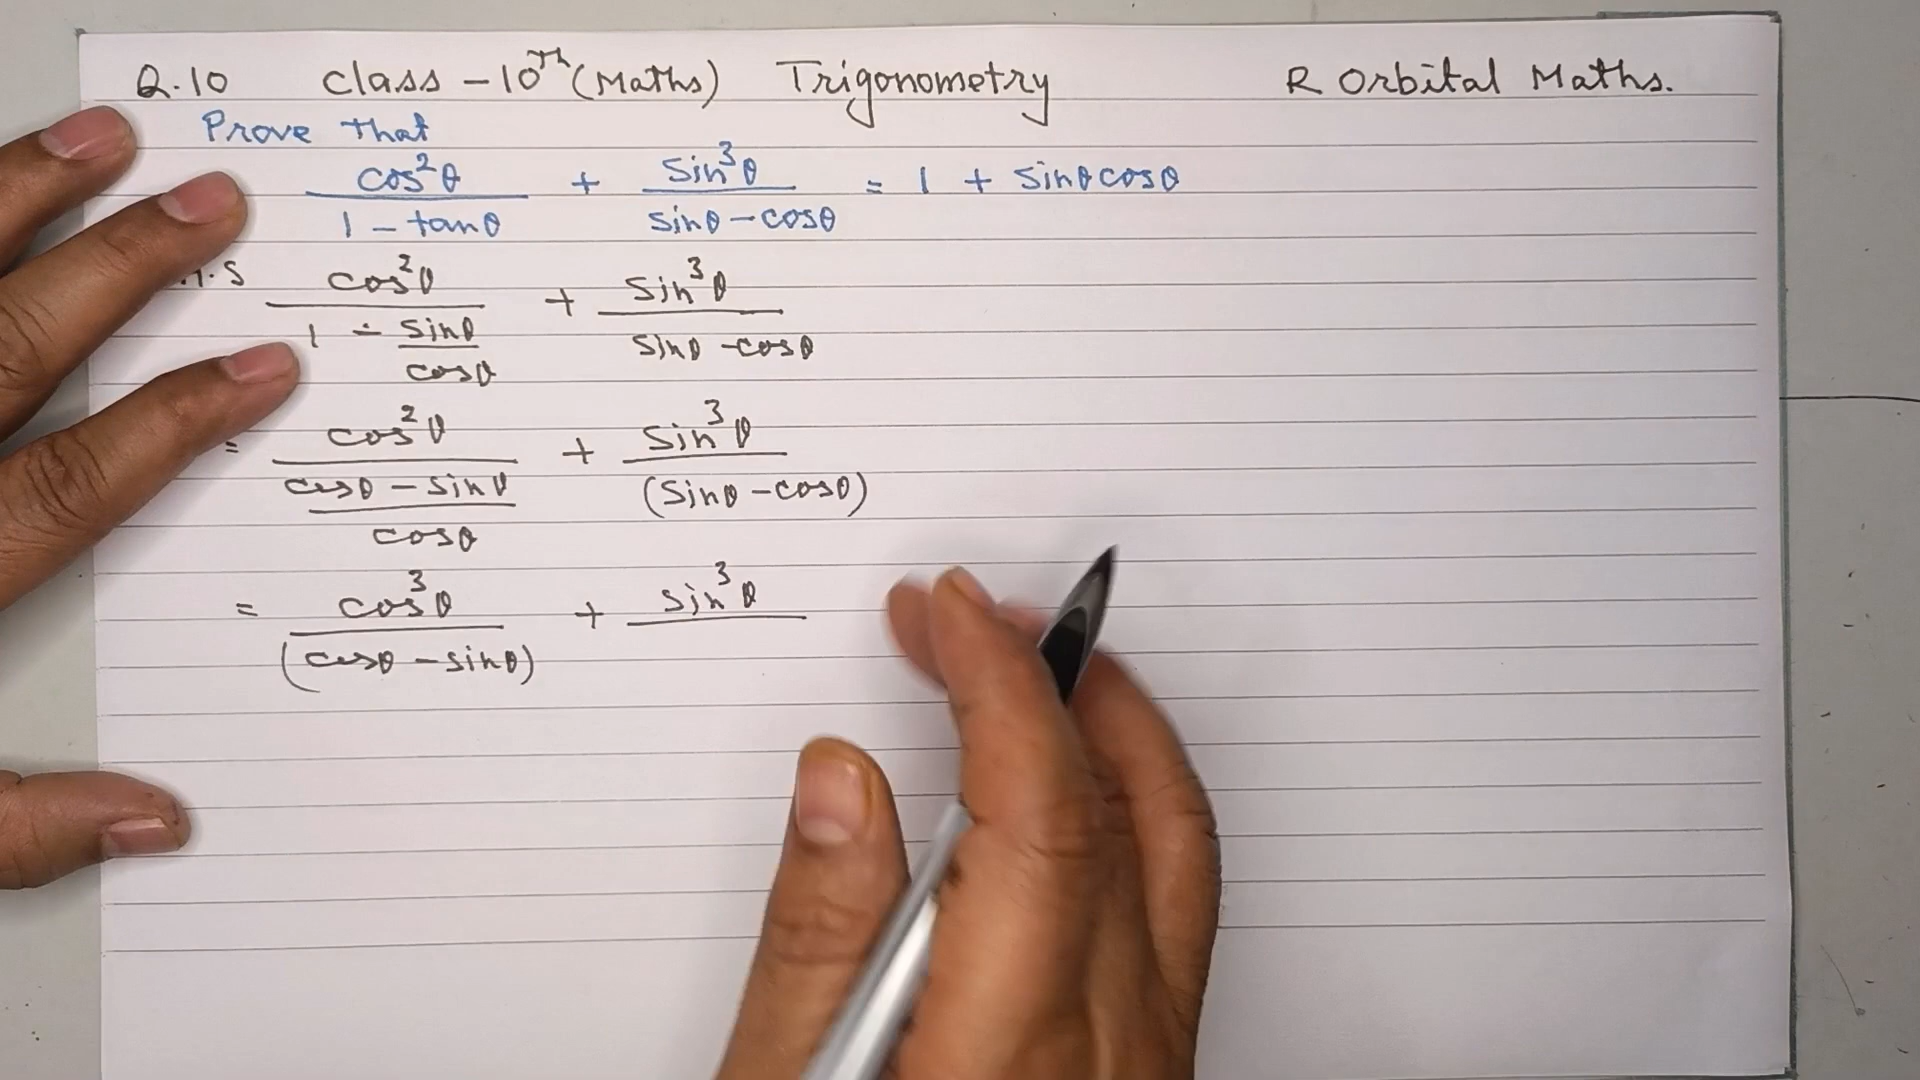 Q.10 Class - 10Th (Maths) Trigonometry R Orbital Maths.
Prove that
cos²θ/(1 - tanθ) + Sin³θ/(sinθ - cosθ) = 1 + sinθcosθ
.H.S cos²θ/(1 - sinθ/cosθ) + Sin³θ/(sinθ - cosθ)
= cos²θ/((cosθ - sinθ)/cosθ) + Sin³θ/(Sinθ - cosθ)
= cos³θ/(cosθ - sinθ) + Sin³θ